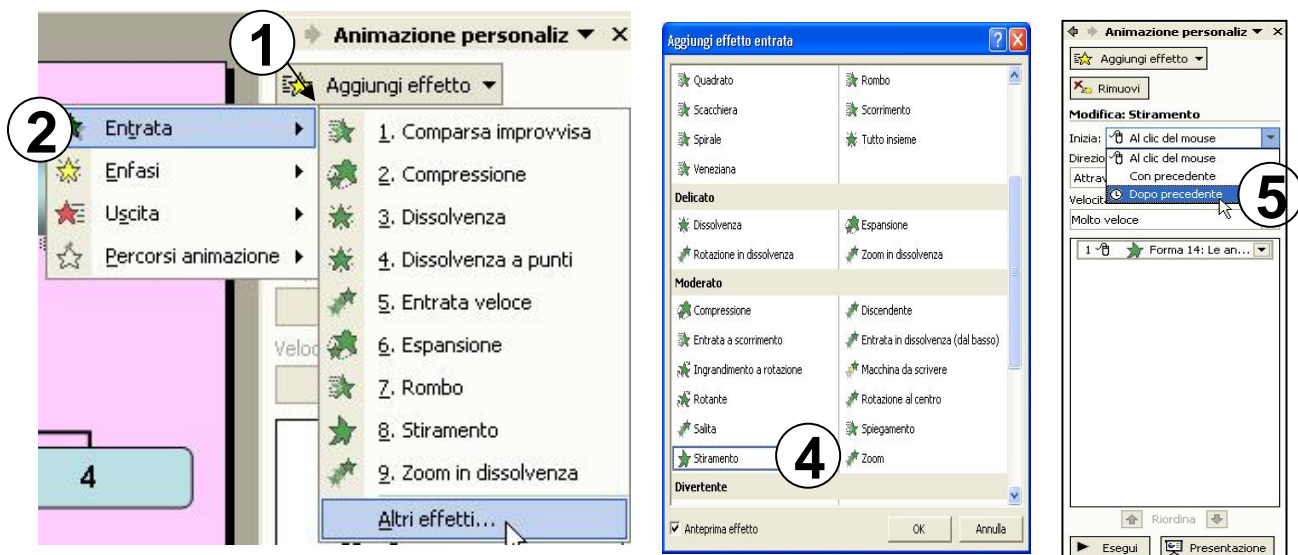 1
Animazione personaliz
Aggiungi effetto
2
Entrata
Enfasi
Uscita
Percorsi animazione
1. Comparsa improvvisa
2. Compressione
3. Dissolvenza
4. Dissolvenza a punti
5. Entrata veloce
6. Espansione
7. Rombo
8. Stiramento
9. Zoom in dissolvenza
Altri effetti...
Veloc
4
Aggiungi effetto entrata
Quadrato
Rombo
Scacchiera
Scorrimento
Spirale
Tutto insieme
Veneziana
Delicato
Dissolvenza
Espansione
Rotazione in dissolvenza
Zoom in dissolvenza
Moderato
Compressione
Discendente
Entrata a scorrimento
Entrata in dissolvenza (dal basso)
Ingrandimento a rotazione
Macchina da scrivere
Rotante
Rotazione al centro
Salita
Spiegamento
Stiramento
4
Zoom
Divertente
Anteprima effetto
OK
Annulla
Animazione personaliz
Aggiungi effetto
Rimuovi
Modifica: Stiramento
Inizia: Al clic del mouse
Direzio
Al clic del mouse
Attrav
Con precedente
Velocit
Dopo precedente
5
Molto veloce
1 Forma 14: Le an...
Riordina
Esegui
Presentazione